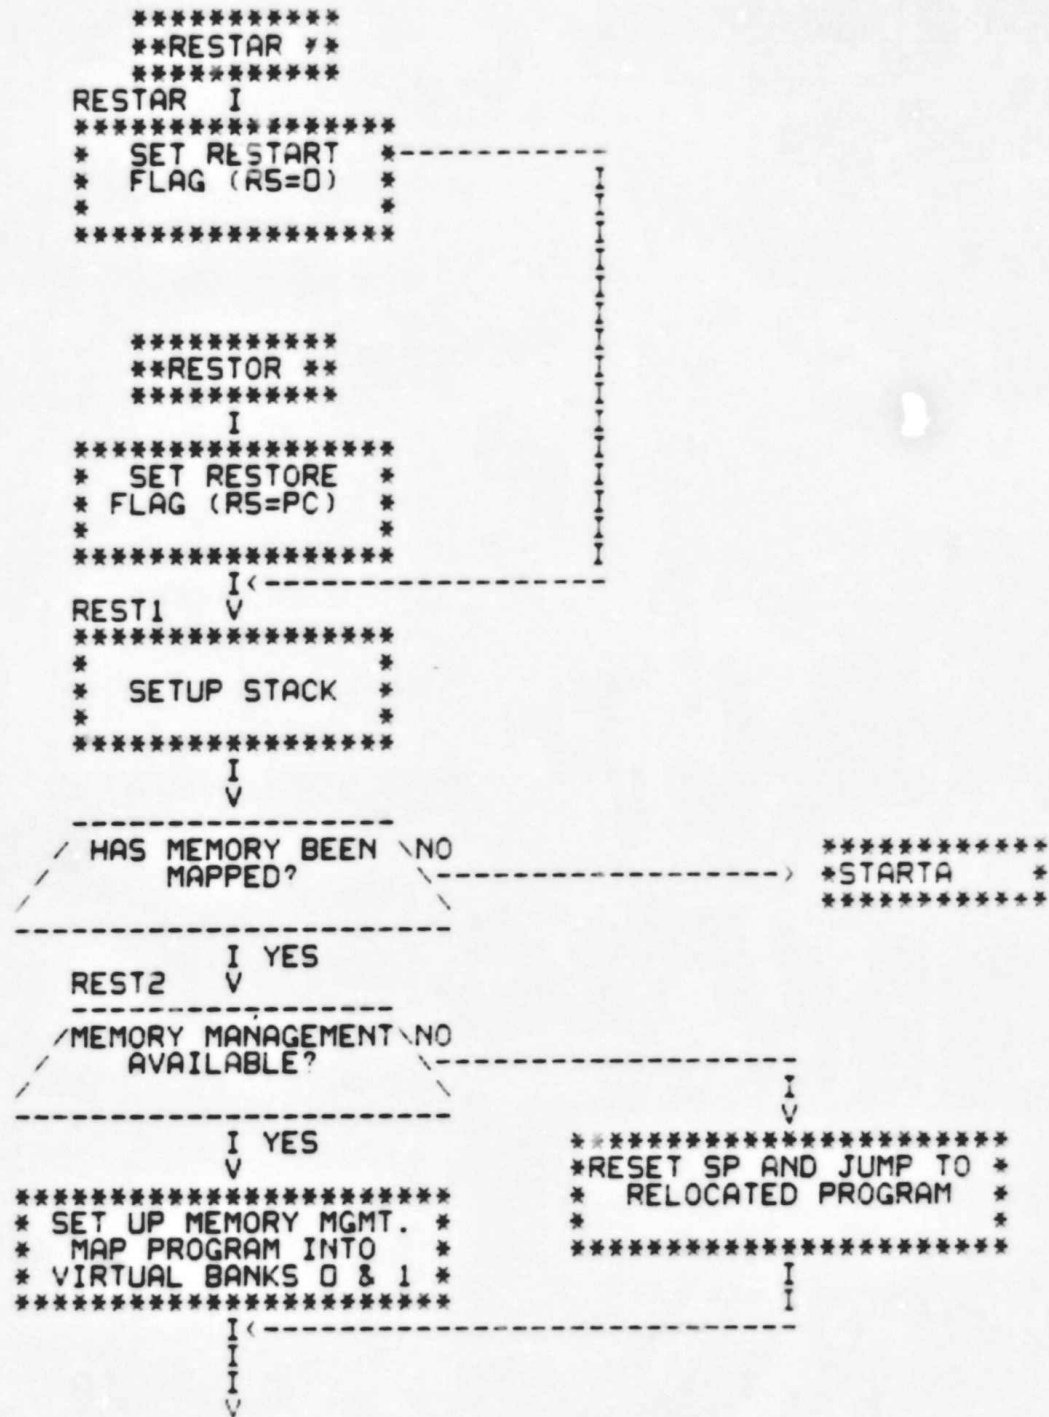 ***********
**RESTAR **
***********
RESTAR I
*****************
* SET RESTART *-----------
* FLAG (R5=0) * I
* * I
*****************
***********
**RESTOR **
***********
I
*****************
* SET RESTORE *
* FLAG (R5=PC) *
* *
*****************
I<------------------
REST1 V
*****************
* *
* SETUP STACK *
* *
*****************
I
V
-----------------
/ HAS MEMORY BEEN \NO
/ MAPPED? \------------------> *STARTA *
/ \
-----------------------
I YES
REST2 V
-----------------
/MEMORY MANAGEMENT\NO
/ AVAILABLE? \-------------------
/ \ I
----------------------- V
I YES
V
*RESET SP AND JUMP TO *
* RELOCATED PROGRAM *
* *
***********************
* SET UP MEMORY MGMT. *
* MAP PROGRAM INTO *
* VIRTUAL BANKS 0 & 1 *
***********************
I<----------------------------
I
I
V